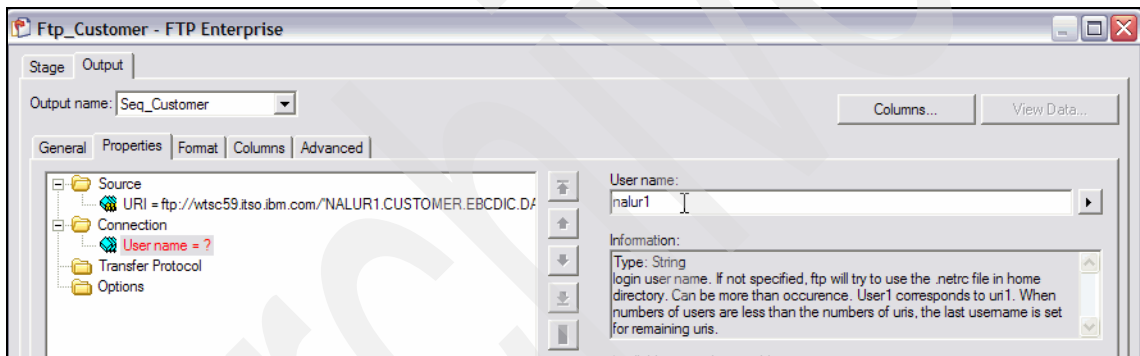 Ftp_Customer - FTP Enterprise
Stage Output
Output name: Seq_Customer
Columns... View Data...
General Properties Format Columns Advanced
Source
URI = ftp://wtsc59.itso.ibm.com/'NALUR1.CUSTOMER.EBCDIC.DA
Connection
User name = ?
Transfer Protocol
Options
User name:
nalur1
Information:
Type: String
login user name. If not specified, ftp will try to use the .netrc file in home
directory. Can be more than occurence. User1 corresponds to uri1. When
numbers of users are less than the numbers of uris, the last username is set
for remaining uris.